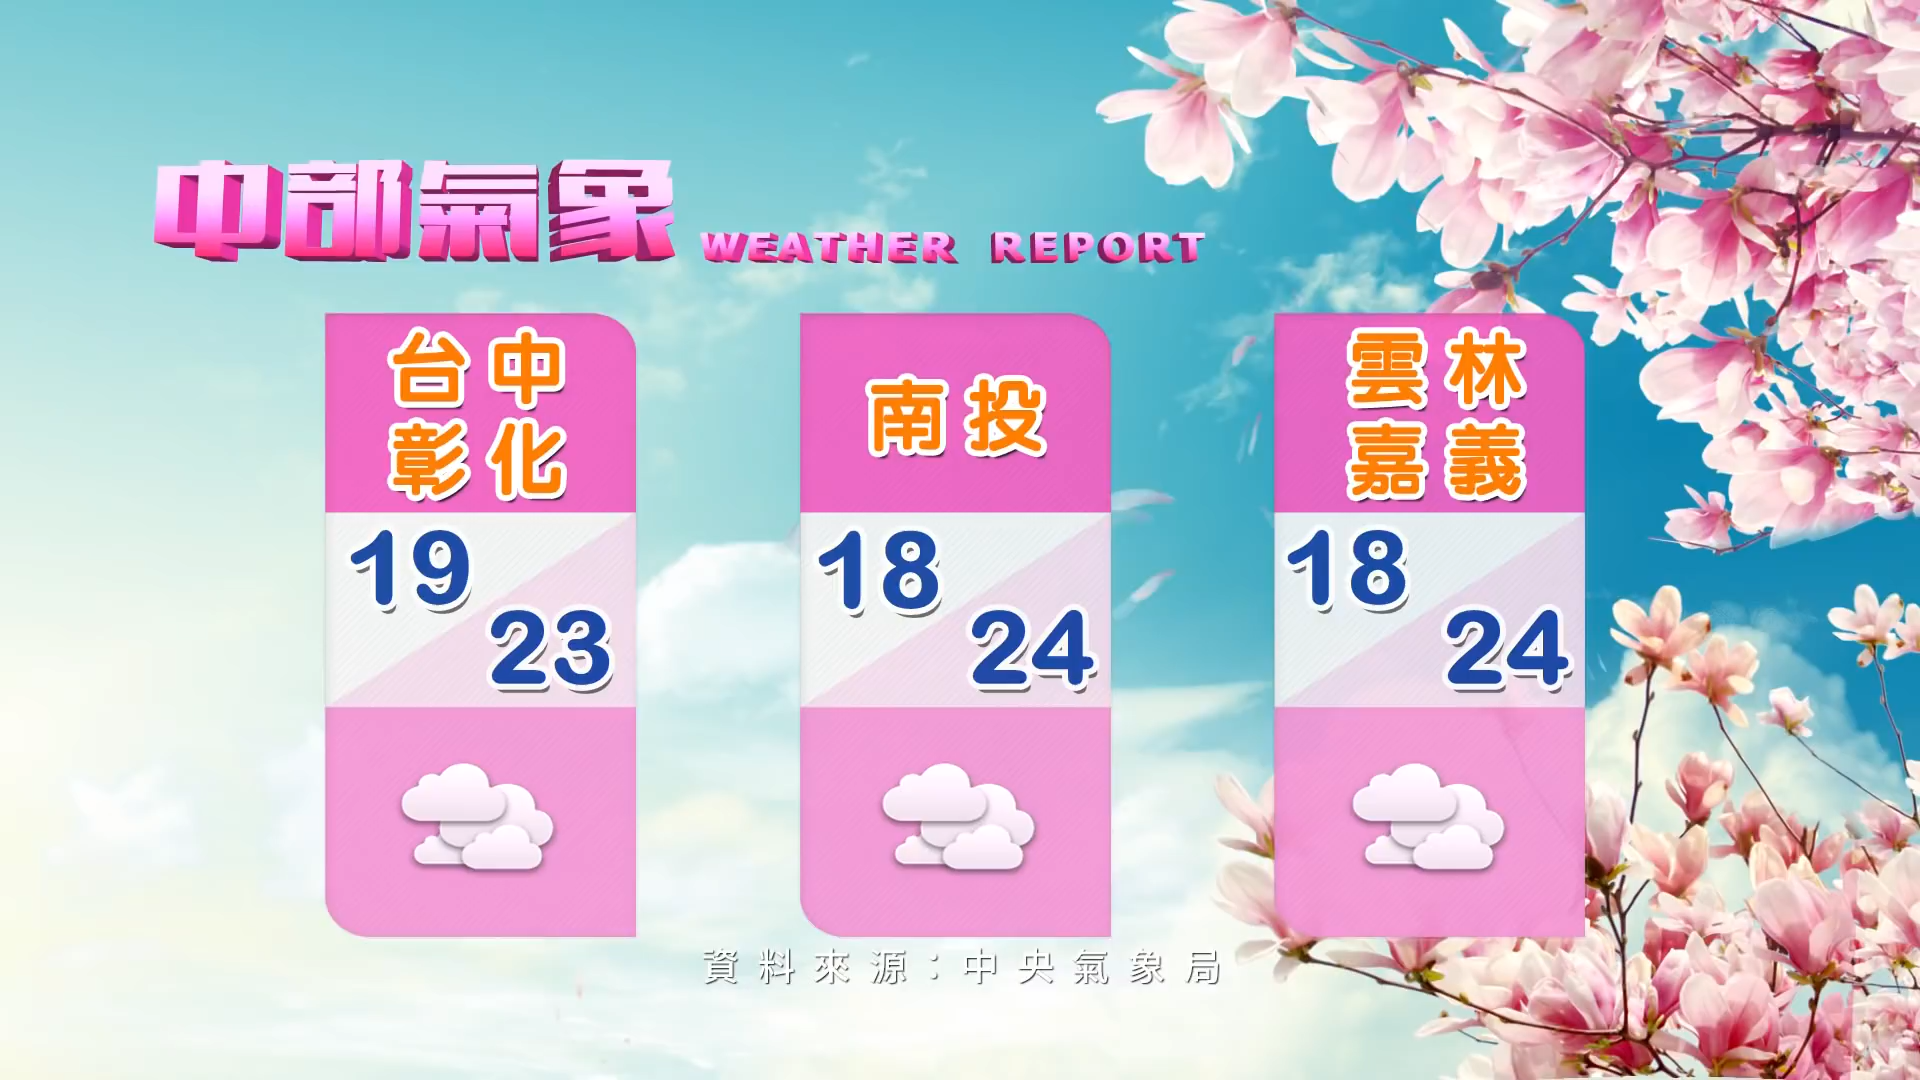 中部氣象 WEATHER REPORT
台中
彰化
19
23
南投
18
24
雲林
嘉義
18
24
資料來源：中央氣象局